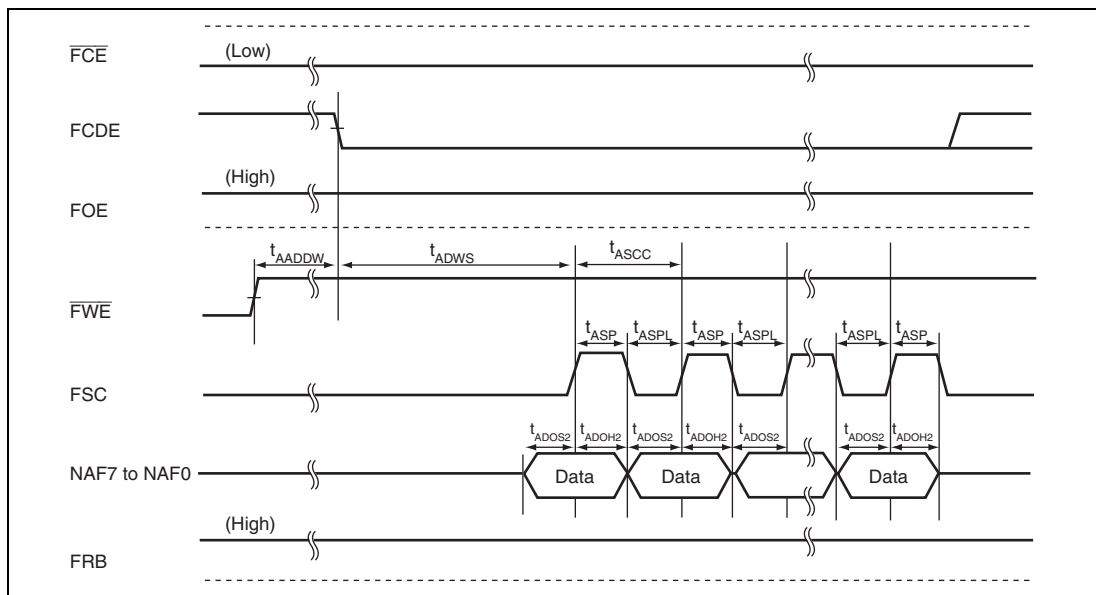 FCE (Low)
FCDE
(High)
FOE
tAADDW tADWS tASCC
FWE
tASP tASPL tASP tASPL tASPL tASP
FSC
tADOS2 tADOH2 tADOS2 tADOH2 tADOS2 tADOS2 tADOH2
NAF7 to NAF0 Data Data Data
(High)
FRB